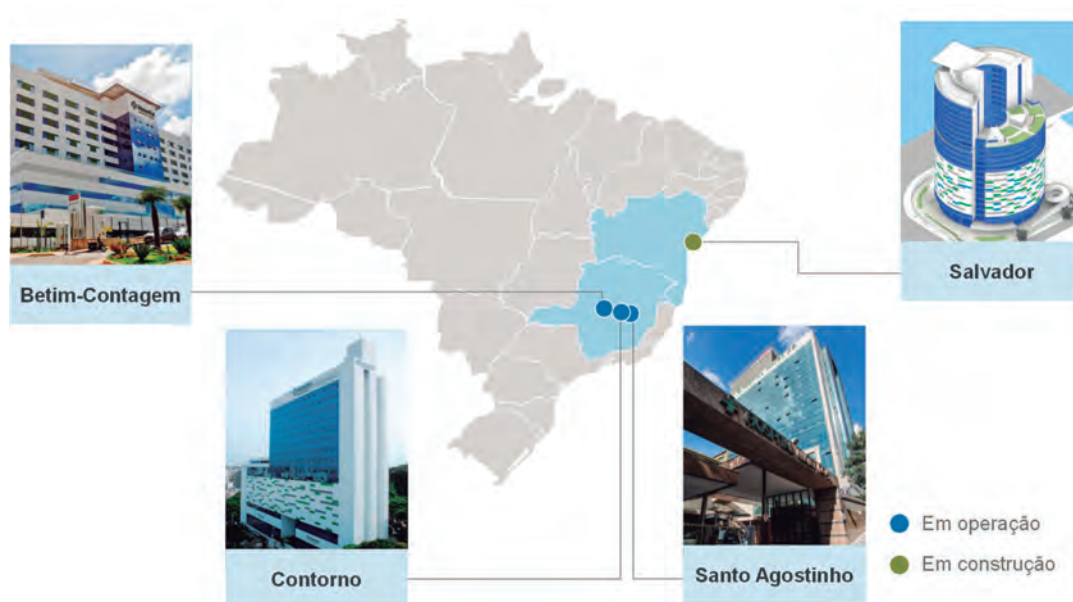 Betim-Contagem
Salvador
Contorno
Santo Agostinho
Em operação
Em construção